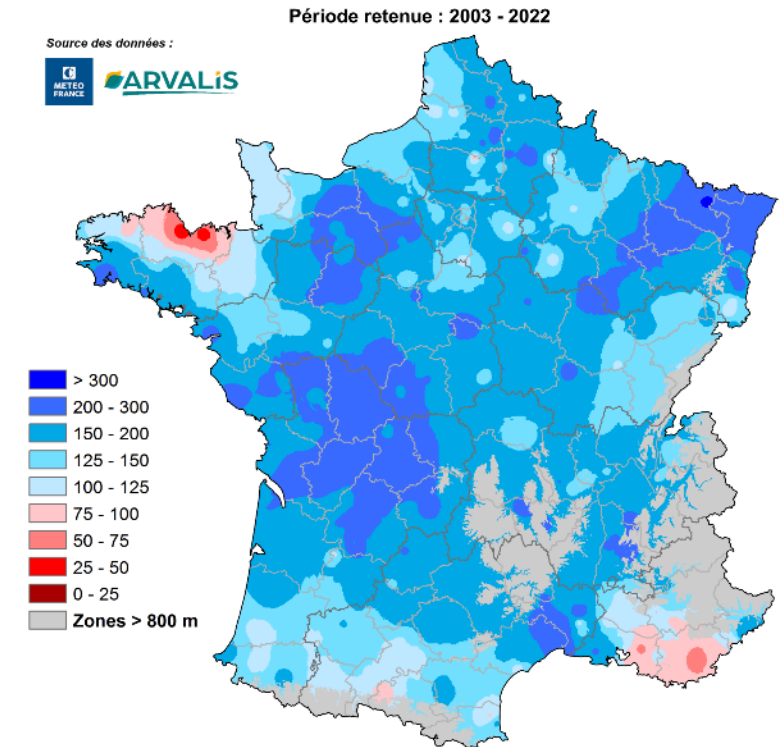 Période retenue : 2003 - 2022
Source des données :
METEO
FRANCE
ARVALIS
> 300
200 - 300
150 - 200
125 - 150
100 - 125
75 - 100
50 - 75
25 - 50
0 - 25
Zones > 800 m